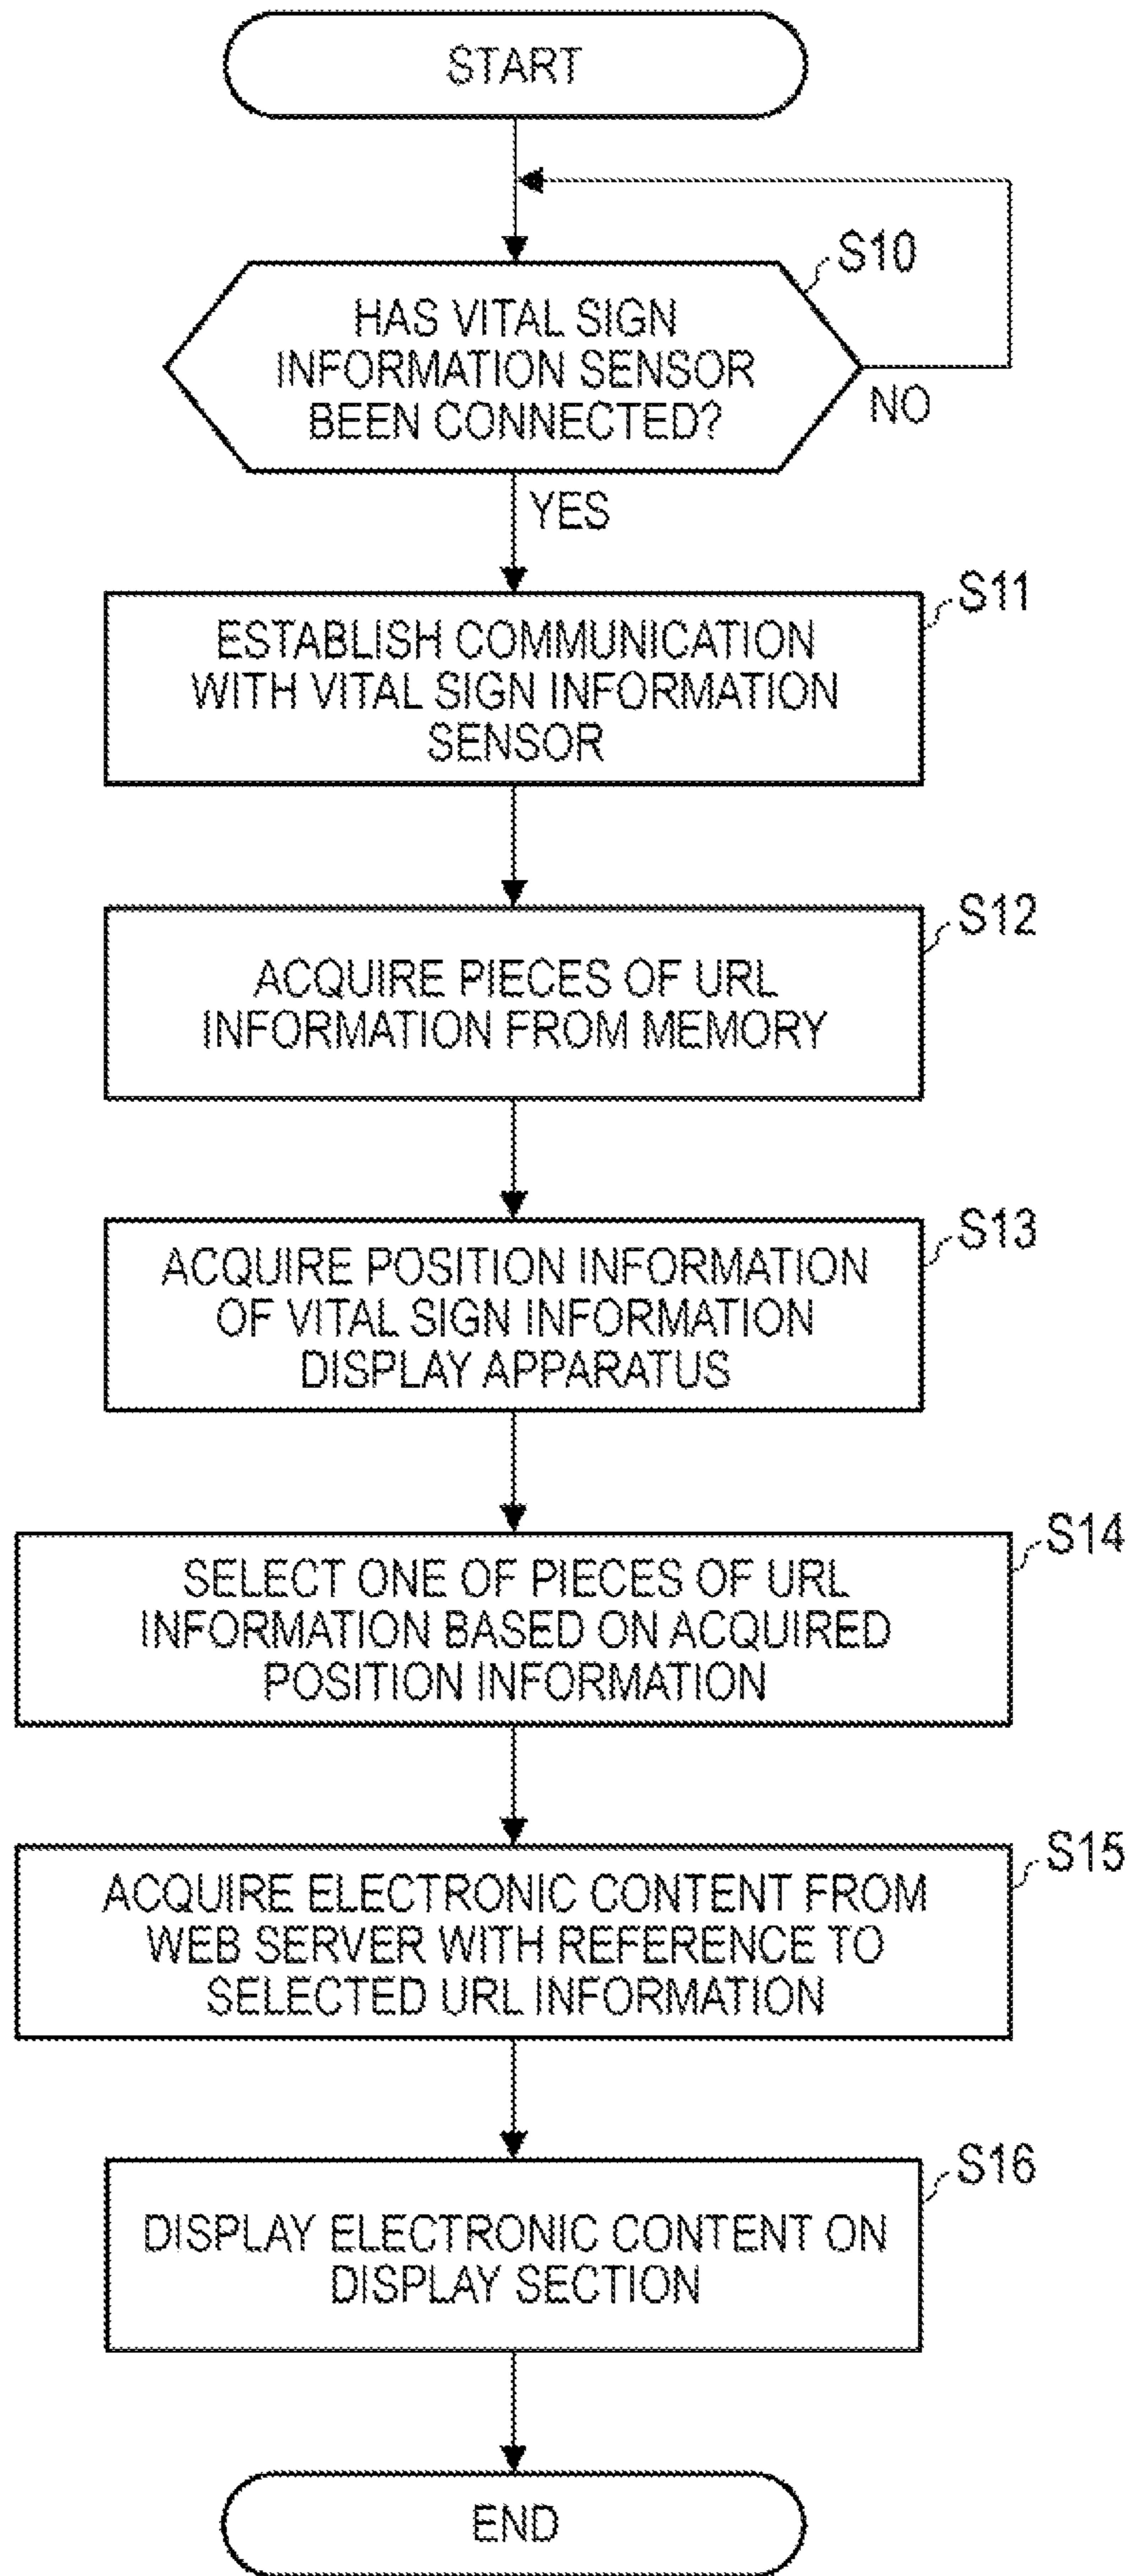 START
S10
HAS VITAL SIGN
INFORMATION SENSOR
BEEN CONNECTED?
NO
YES
S11
ESTABLISH COMMUNICATION
WITH VITAL SIGN INFORMATION
SENSOR
S12
ACQUIRE PIECES OF URL
INFORMATION FROM MEMORY
S13
ACQUIRE POSITION INFORMATION
OF VITAL SIGN INFORMATION
DISPLAY APPARATUS
S14
SELECT ONE OF PIECES OF URL
INFORMATION BASED ON ACQUIRED
POSITION INFORMATION
S15
ACQUIRE ELECTRONIC CONTENT FROM
WEB SERVER WITH REFERENCE TO
SELECTED URL INFORMATION
S16
DISPLAY ELECTRONIC CONTENT ON
DISPLAY SECTION
END